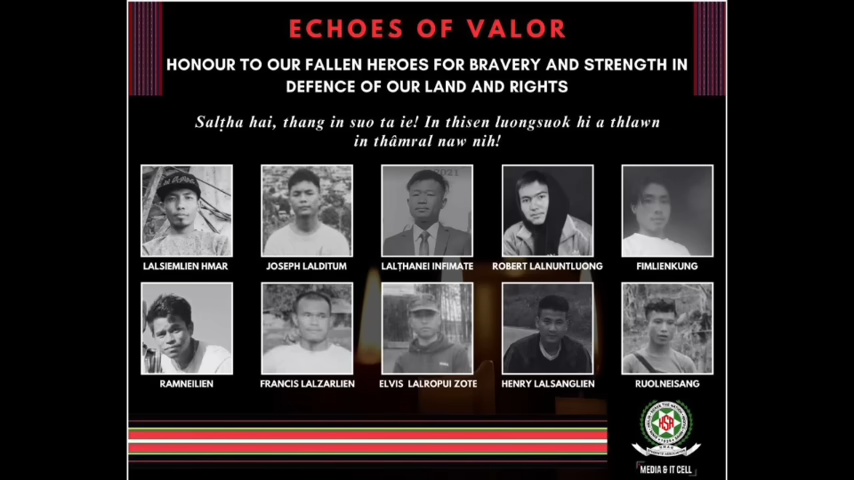 ECHOES OF VALOR
HONOUR TO OUR FALLEN HEROES FOR BRAVERY AND STRENGTH IN
DEFENCE OF OUR LAND AND RIGHTS
Salṭha hai, thang in suo ta ie! In thisen luongsuok hi a thlawn
in thâmral naw nih!
2021
LALSIEMLIEN HMAR
JOSEPH LALDITUM
LALṬHANEI INFIMATE
ROBERT LALNUNTLUONG
FIMLIENKUNG
RAMNEILIEN
FRANCIS LALZARLIEN
ELVIS LALROPUI ZOTE
HENRY LALSANGLIEN
RUOLNEISANG
HSA
MEDIA & IT CELL